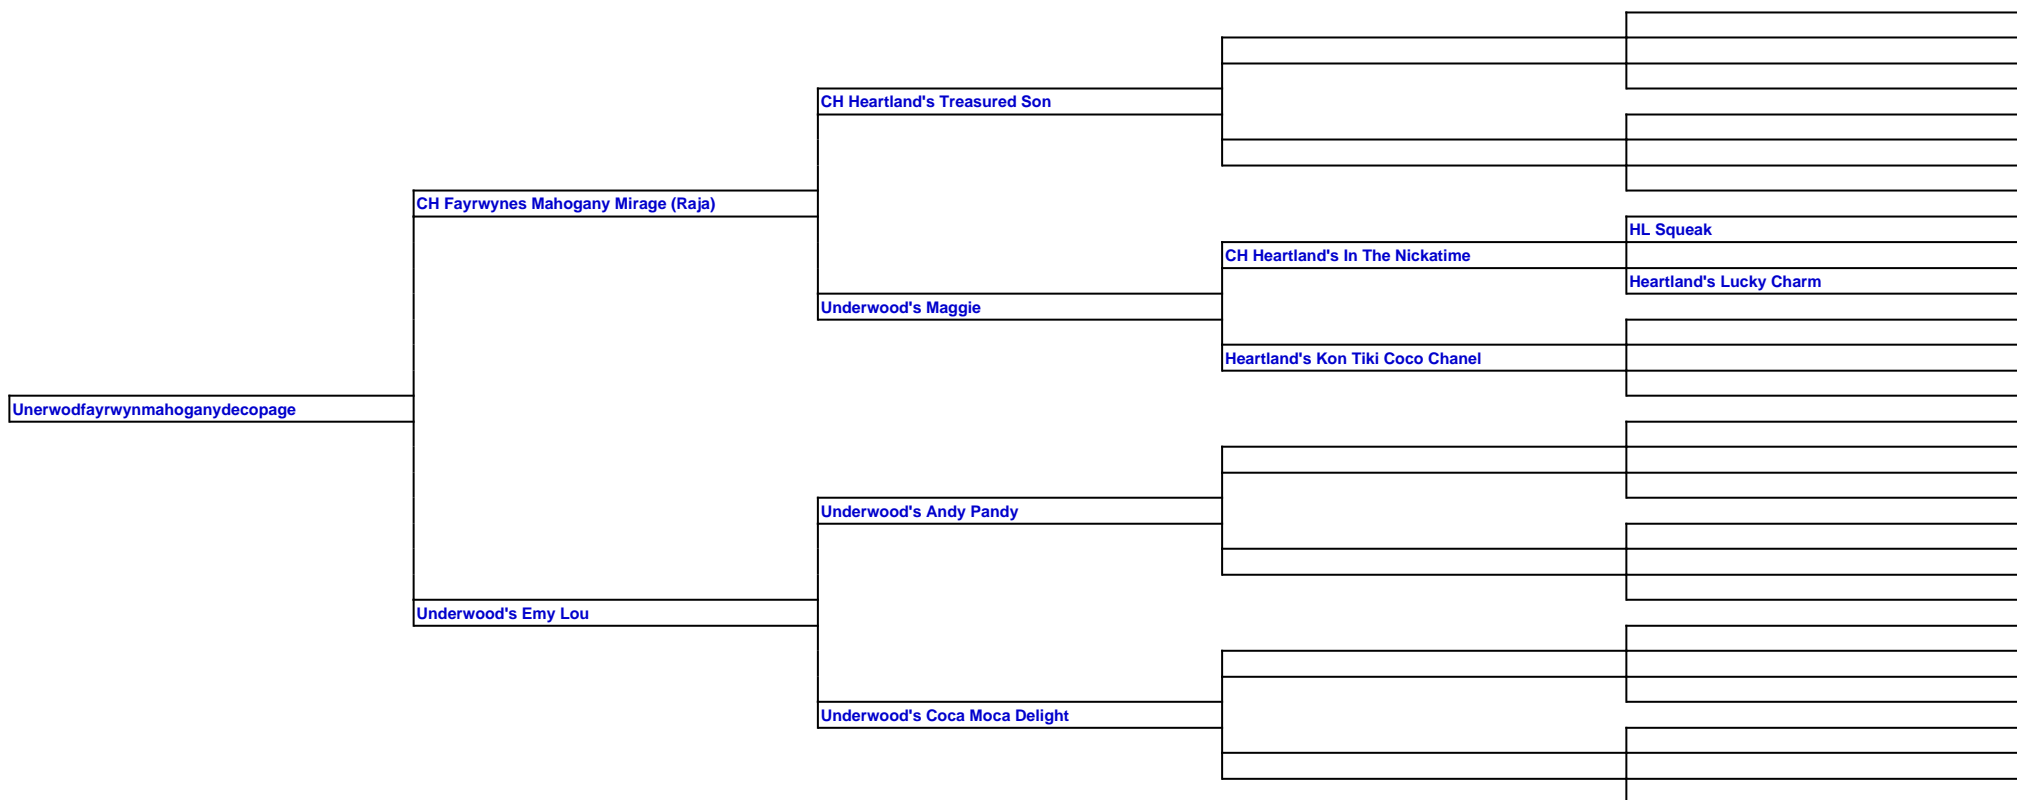 CH Heartland's Treasured Son
CH Fayrwynes Mahogany Mirage (Raja)
HL Squeak
CH Heartland's In The Nickatime
Heartland's Lucky Charm
Underwood's Maggie
Heartland's Kon Tiki Coco Chanel
Unerwodfayrwynmahoganydecopage
Underwood's Andy Pandy
Underwood's Emy Lou
Underwood's Coca Moca Delight